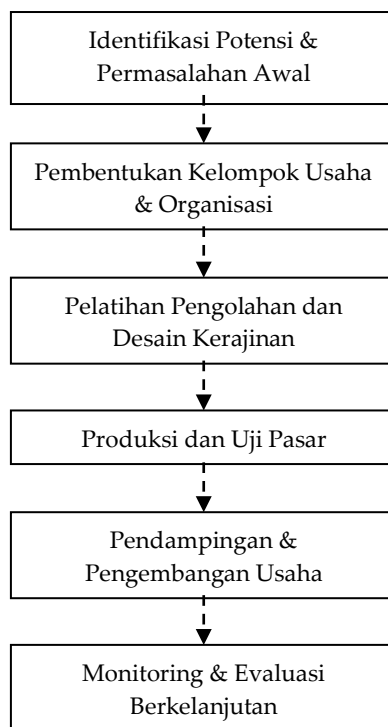 Identifikasi Potensi &
Permasalahan Awal
Pembentukan Kelompok Usaha
& Organisasi
Pelatihan Pengolahan dan
Desain Kerajinan
Produksi dan Uji Pasar
Pendampingan &
Pengembangan Usaha
Monitoring & Evaluasi
Berkelanjutan